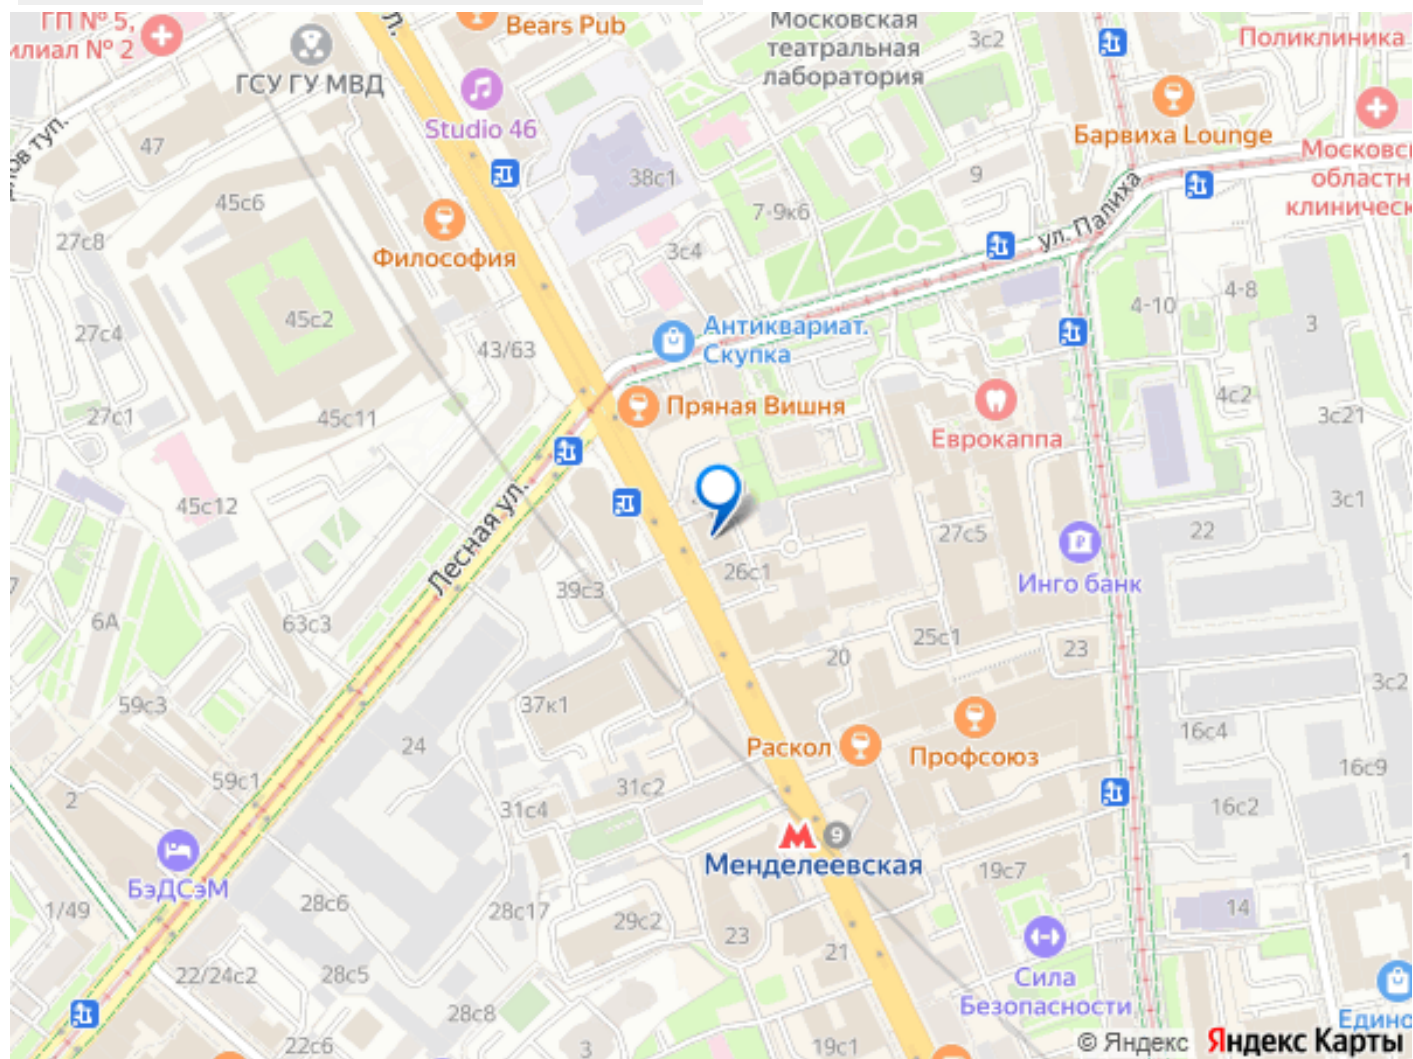 ГП № 5,
илиал № 2
ГСУ ГУ МВД
ул.
Bears Pub
Московская
театральная
лаборатория
3с2
Поликлиника
Studio 46
Барвиха Lounge
47
45с6
38с1
7-9к6
9
ул. Палиха
27с8
Философия
3с4
4-10
4-8
3
27с4
45с2
43/63
Антиквариат.
Скупка
27с1
45с11
Пряная Вишня
Еврокаппа
4с2
3с21
45с12
Лесная ул.
27с5
22
3с1
39с3
26с1
Инго банк
6А
63с3
25с1
23
20
59с3
37к1
3с2
24
Раскол
Профсоюз
16с4
59с1
2
31с4
31с2
16с9
16с2
9
Менделеевская
БэДСэМ
19с7
1/49
28с6
28с17
29с2
23
21
14
22/24с2
28с5
Сила
Безопасности
28с8
22с6
3
19с1
© Яндекс
Яндекс Карты